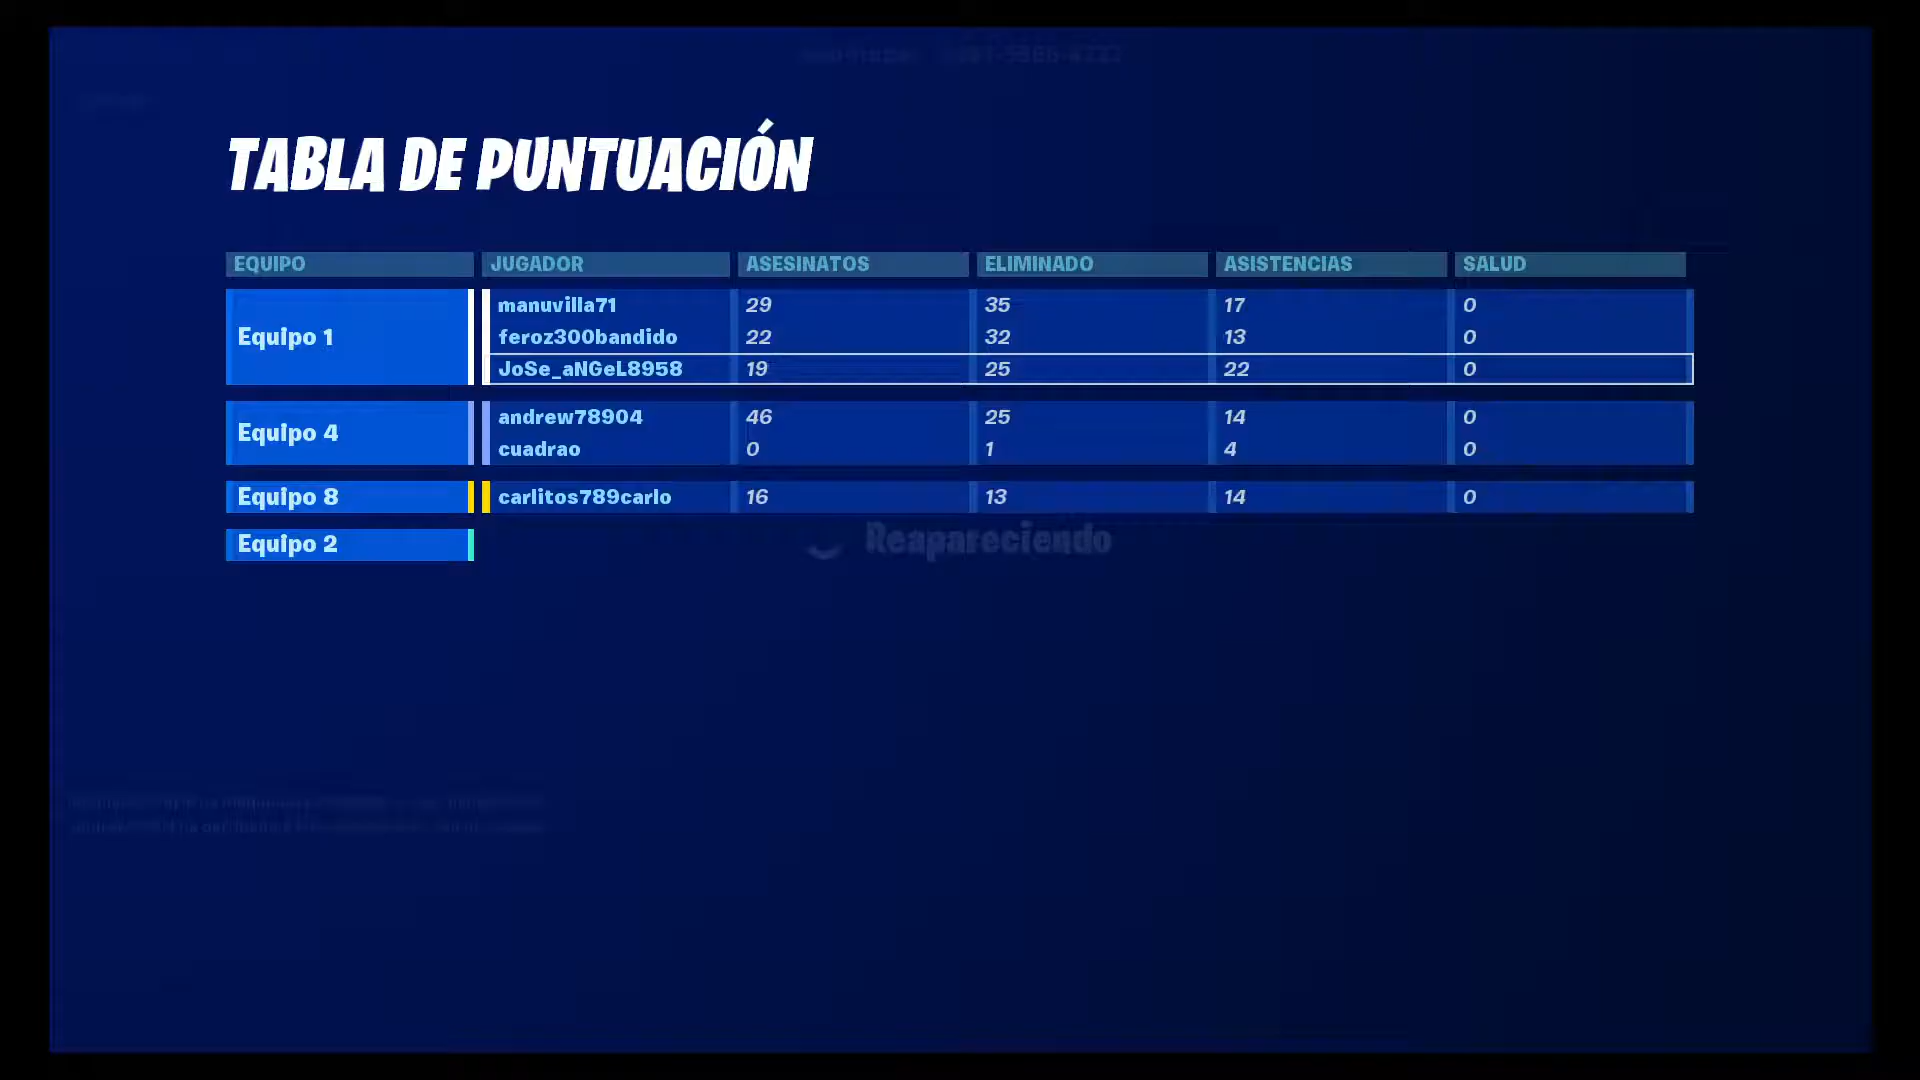 TABLA DE PUNTUACIÓN
EQUIPO JUGADOR ASESINATOS ELIMINADO ASISTENCIAS SALUD
Equipo 1
manuvilla71 29 35 17 0
feroz300bandido 22 32 13 0
JoSe_aNGeL8958 19 25 22 0
Equipo 4
andrew78904 46 25 14 0
cuadrao 0 1 4 0
Equipo 8 carlitos789carlo 16 13 14 0
Equipo 2
Reapareciendo